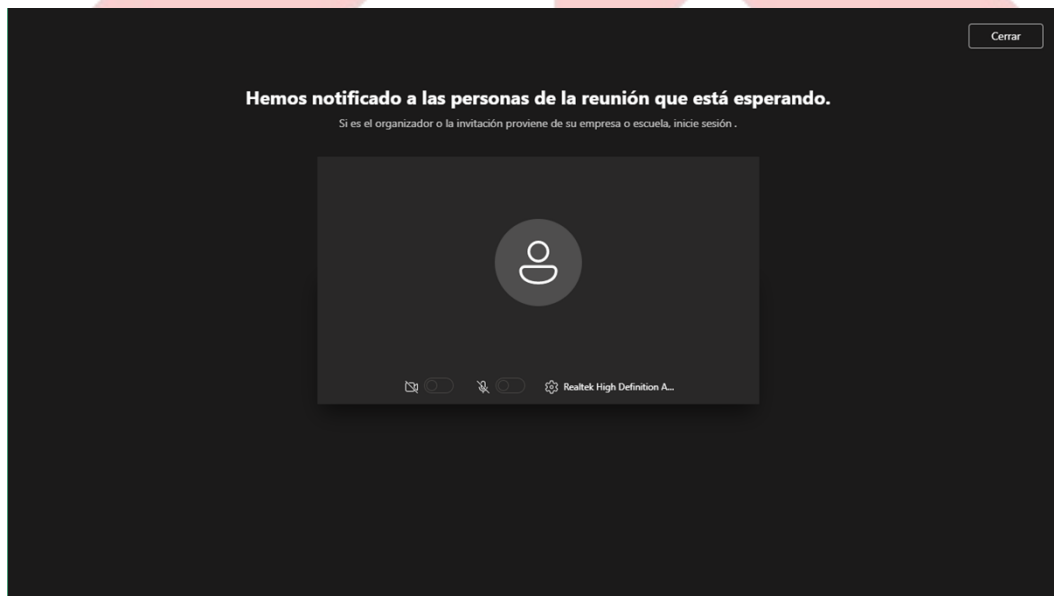 Cerrar
Hemos notificado a las personas de la reunión que está esperando.
Si es el organizador o la invitación proviene de su empresa o escuela, inicie sesión .
Realtek High Definition A...